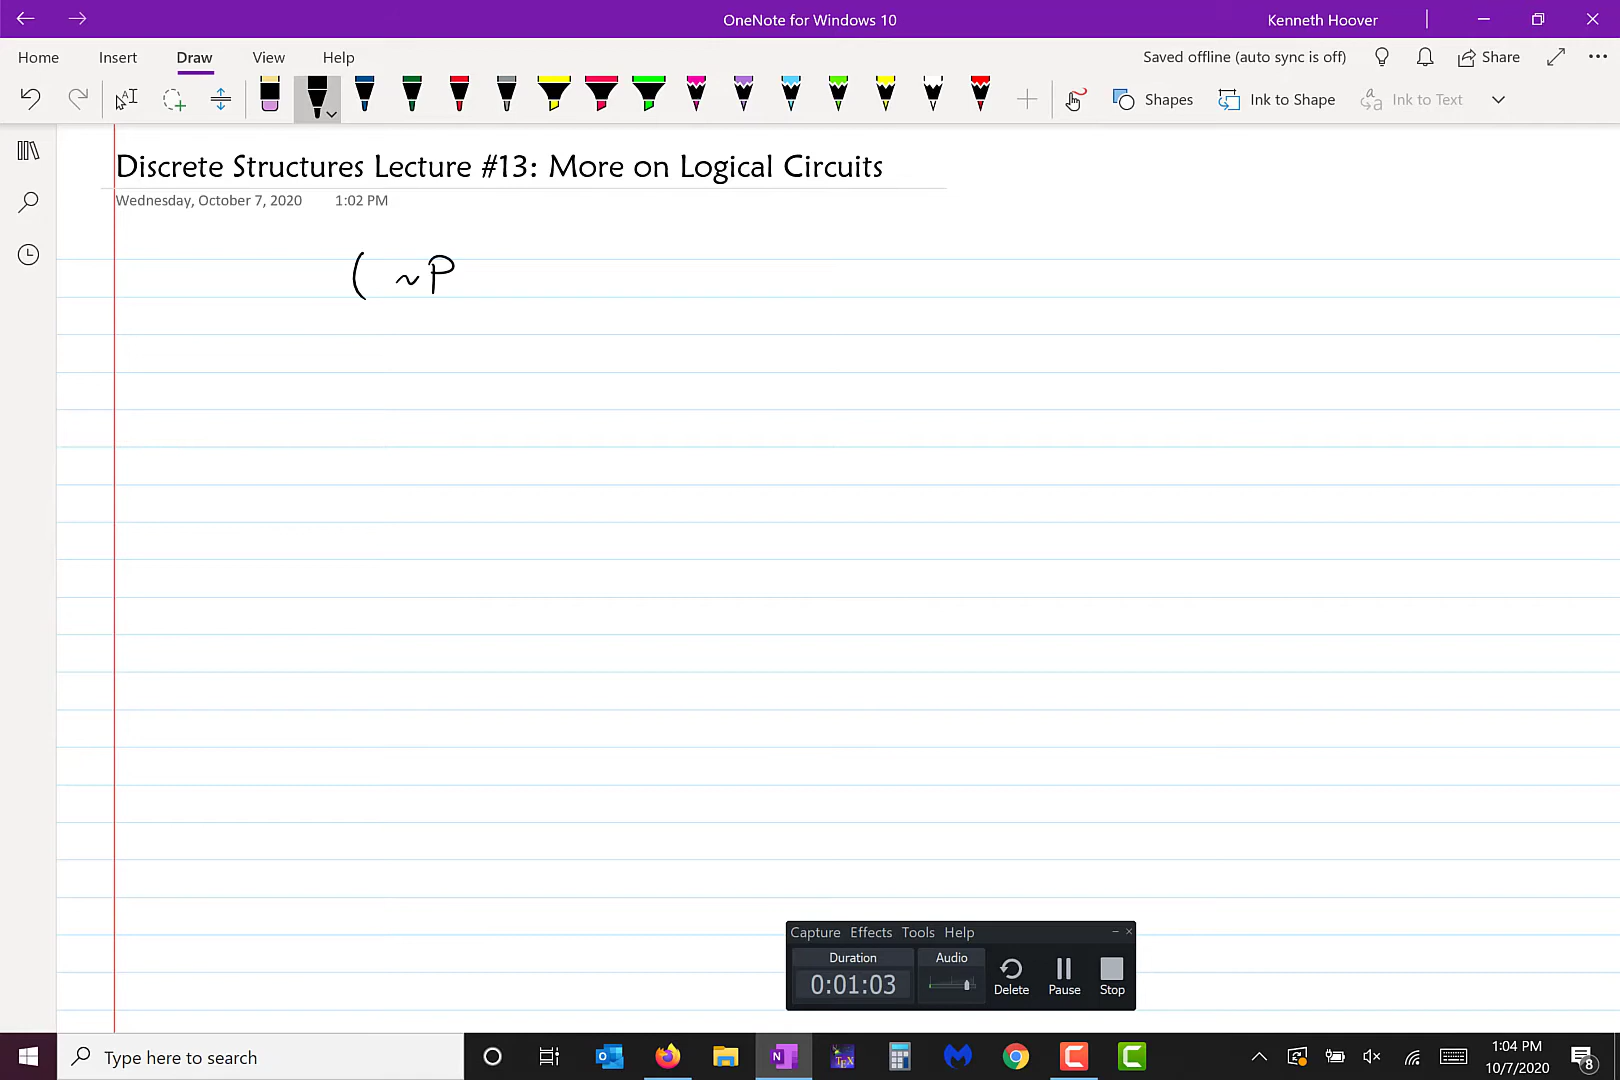 OneNote for Windows 10
Kenneth Hoover
Home Insert Draw View Help
Saved offline (auto sync is off) Share
Shapes Ink to Shape Ink to Text
Discrete Structures Lecture #13: More on Logical Circuits
Wednesday, October 7, 2020 1:02 PM
( ~P
Capture Effects Tools Help
Duration Audio
0:01:03
Delete Pause Stop
Type here to search
1:04 PM
10/7/2020
8